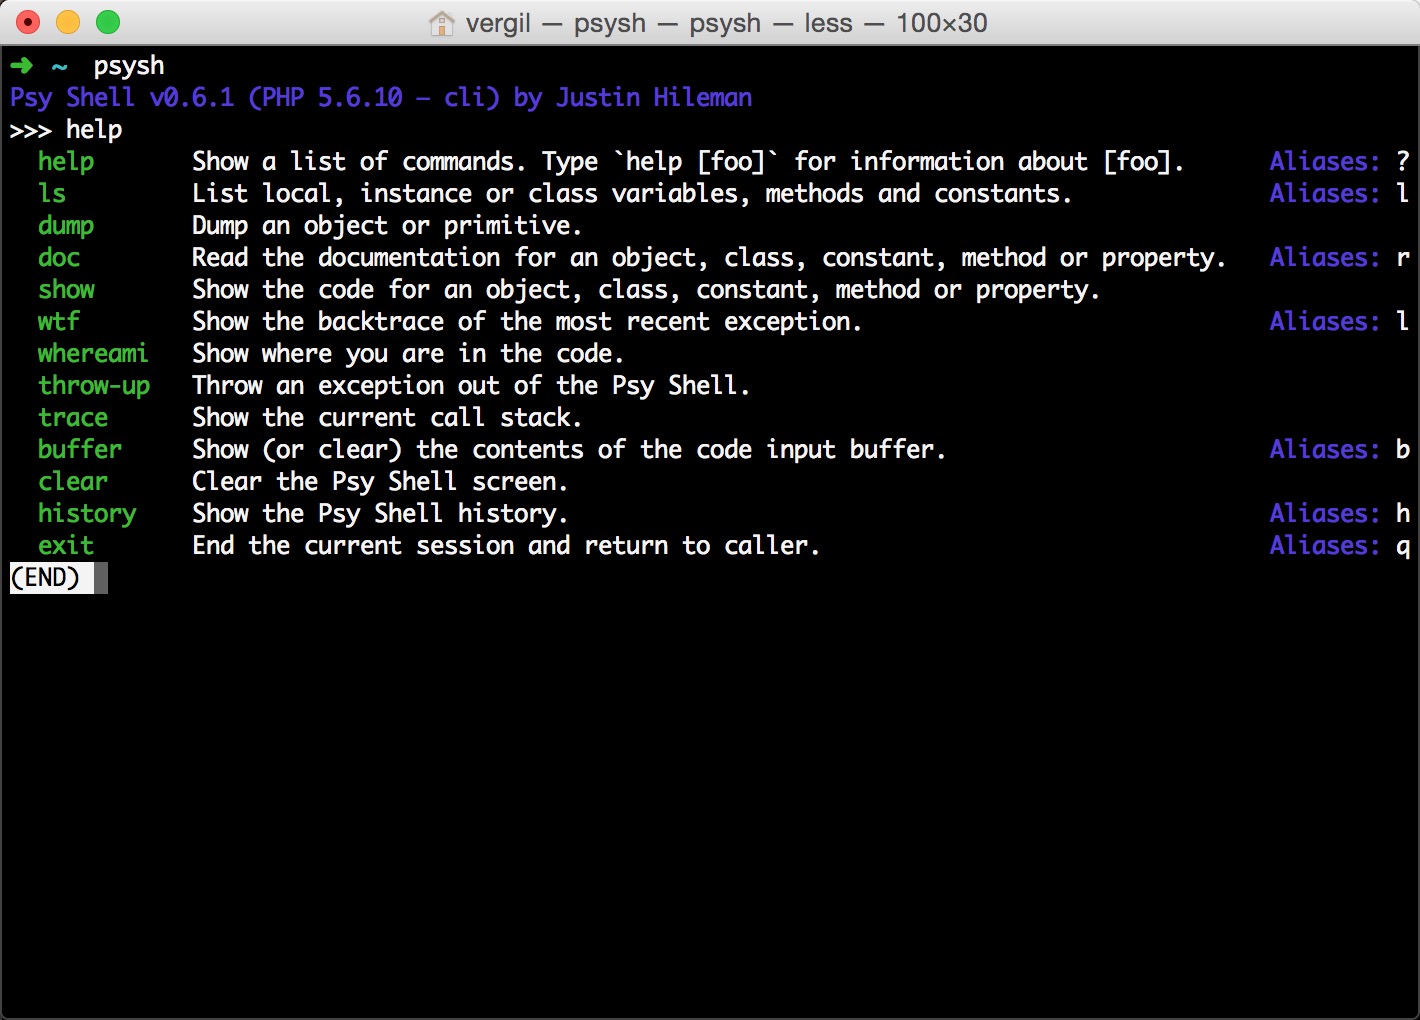 vergil — psysh — psysh — less — 100×30
➜ ~ psysh
Psy Shell v0.6.1 (PHP 5.6.10 — cli) by Justin Hileman
>>> help
help Show a list of commands. Type `help [foo]` for information about [foo]. Aliases: ?
ls List local, instance or class variables, methods and constants. Aliases: l
dump Dump an object or primitive.
doc Read the documentation for an object, class, constant, method or property. Aliases: r
show Show the code for an object, class, constant, method or property.
wtf Show the backtrace of the most recent exception. Aliases: l
whereami Show where you are in the code.
throw-up Throw an exception out of the Psy Shell.
trace Show the current call stack.
buffer Show (or clear) the contents of the code input buffer. Aliases: b
clear Clear the Psy Shell screen.
history Show the Psy Shell history. Aliases: h
exit End the current session and return to caller. Aliases: q
(END)